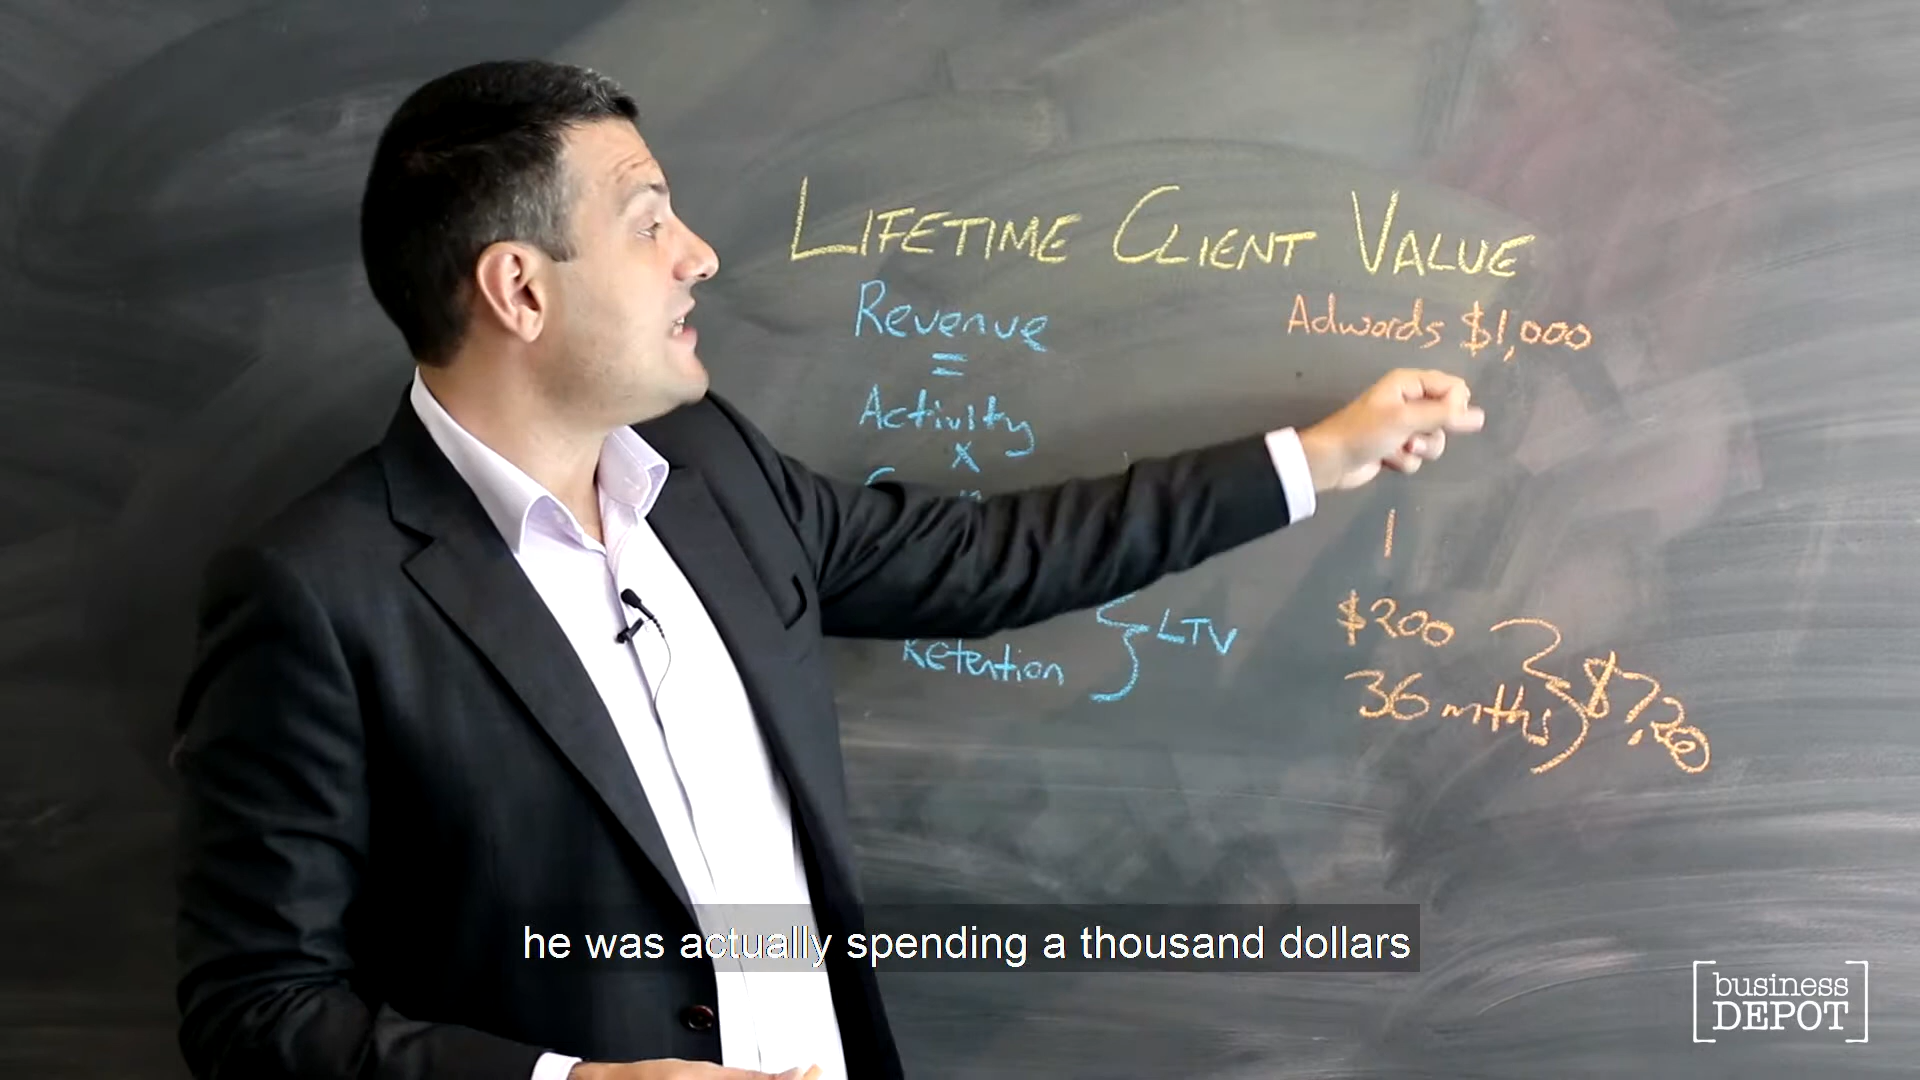 LIFETIME CLIENT VALUE
Revenue
=
Activity
x
Retention
LTV
Adwords $1,000
1
$200
36 mths
$7,200
he was actually spending a thousand dollars
business
DEPOT